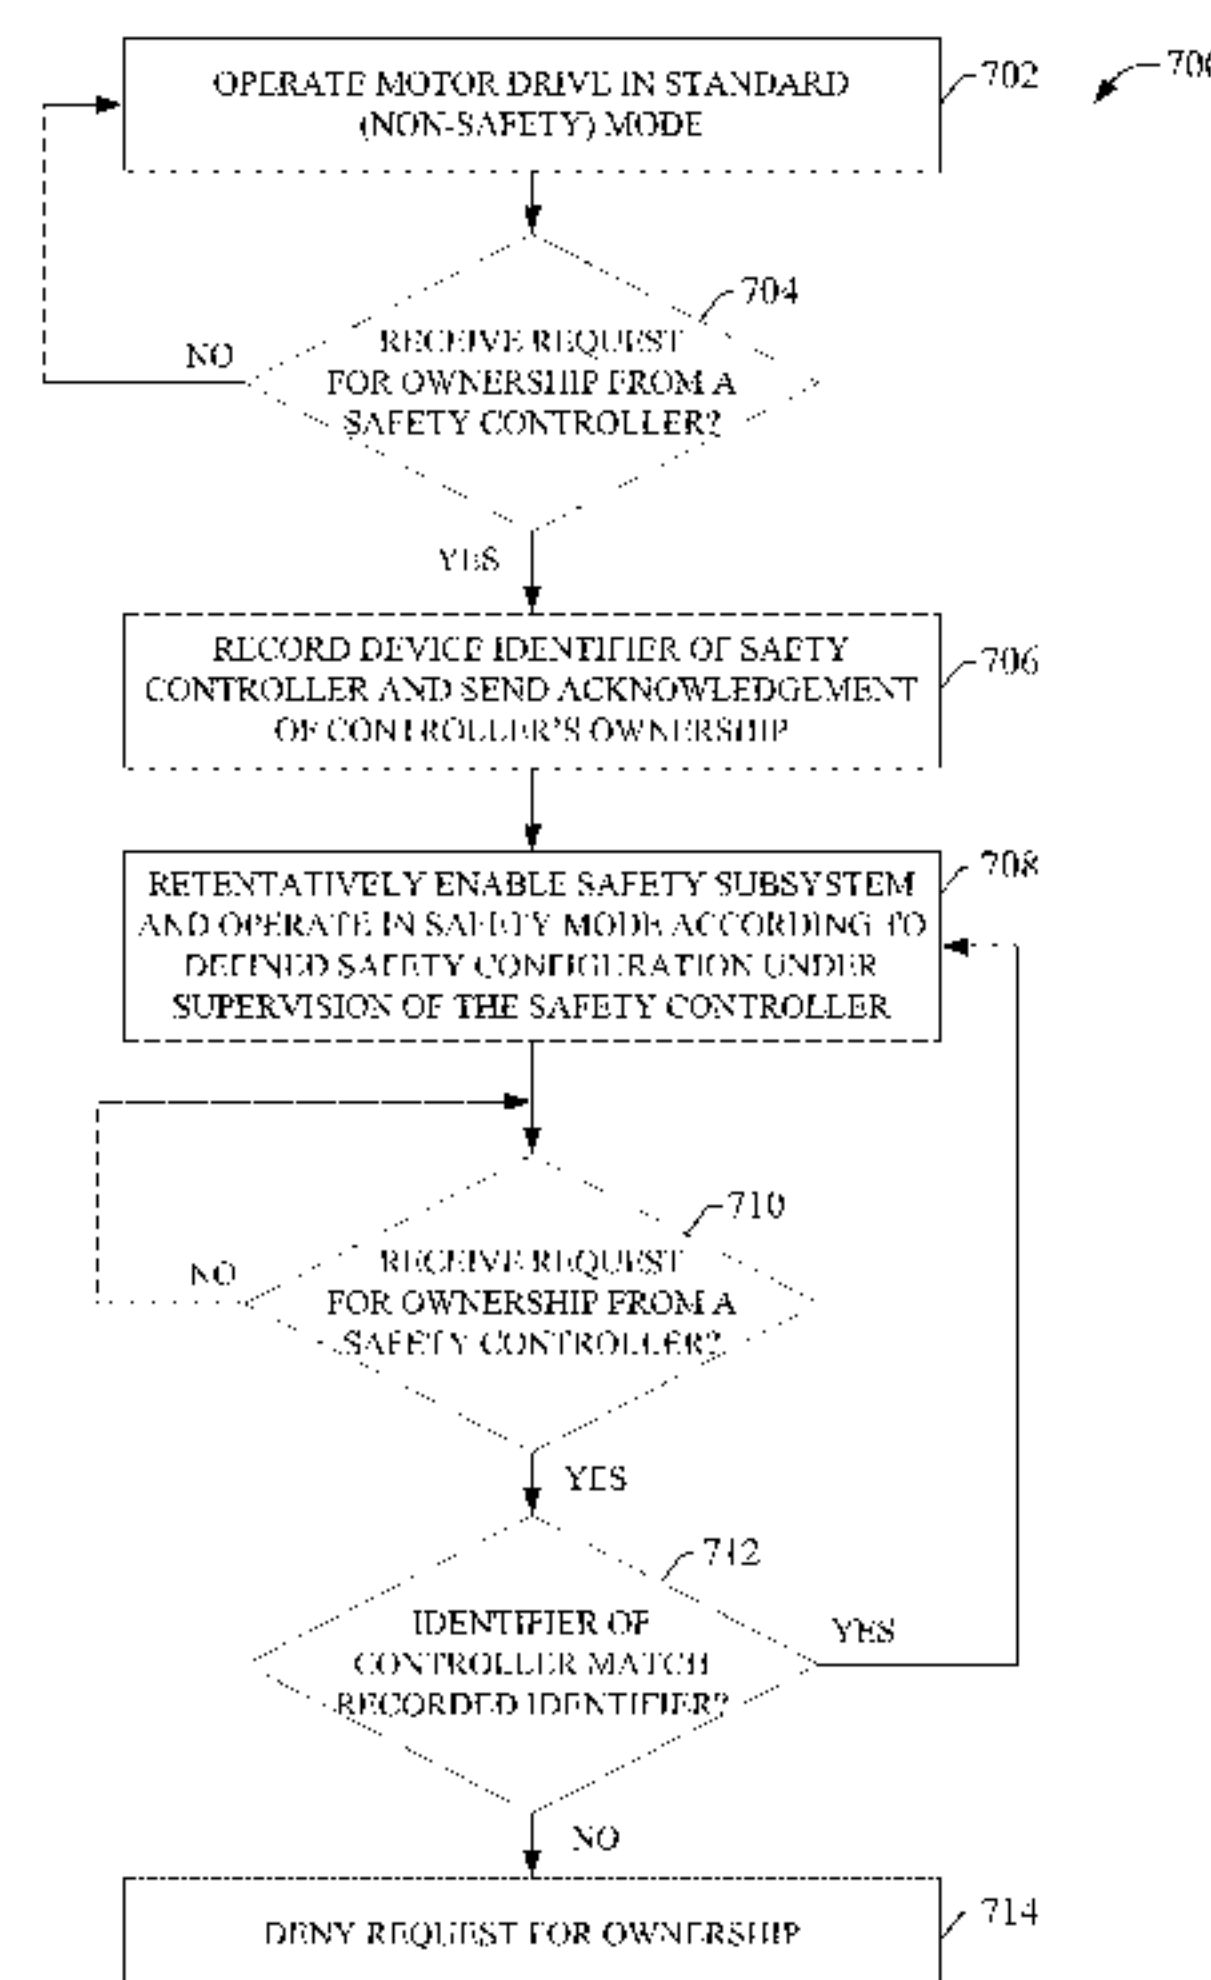 OPERATE MOTOR DRIVE IN STANDARD
(NON-SAFETY) MODE
702
704
RECEIVE REQUEST
FOR OWNERSHIP FROM A
SAFETY CONTROLLER?
NO
YES
RECORD DEVICE IDENTIFIER OF SAFTY
CONTROLLER AND SEND ACKNOWLEDGEMENT
OF CONTROLLER'S OWNERSHIP
706
RETENTATIVELY ENABLE SAFETY SUBSYSTEM
AND OPERATE IN SAFETY MODE ACCORDING TO
DEFINED SAFETY CONFIGURATION UNDER
SUPERVISION OF THE SAFETY CONTROLLER
708
710
RECEIVE REQUEST
FOR OWNERSHIP FROM A
SAFETY CONTROLLER?
NO
YES
712
IDENTIFIER OF
CONTROLLER MATCH
RECORDED IDENTIFIER?
YES
NO
DENY REQUEST FOR OWNERSHIP
714